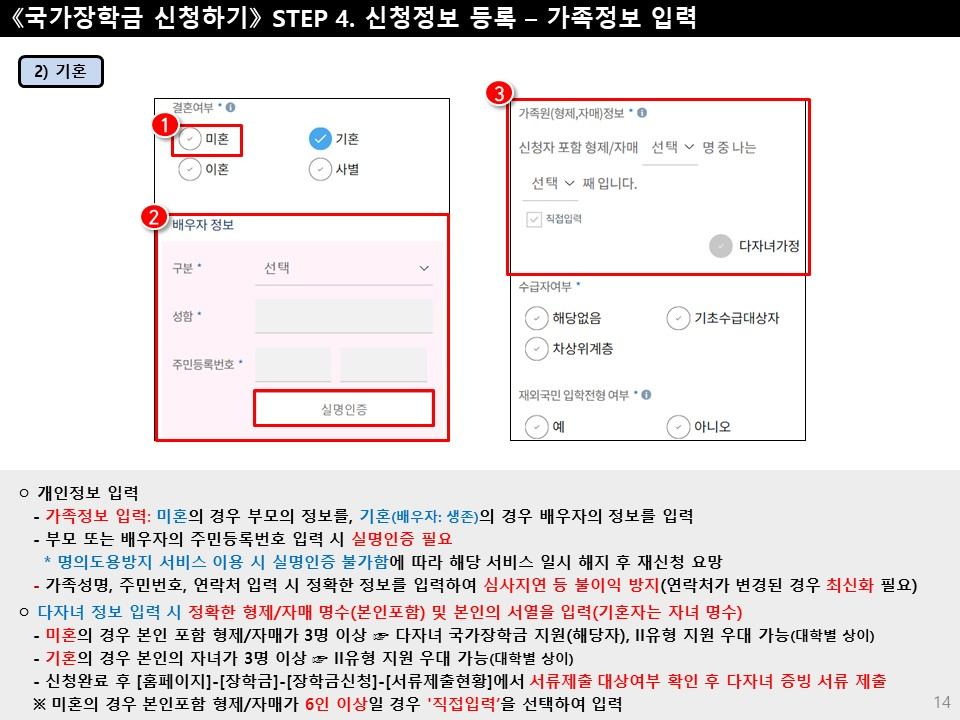 《국가장학금 신청하기》 STEP 4. 신청정보 등록 – 가족정보 입력
2) 기혼
결혼여부 *
1
미혼
기혼
이혼
사별
2
배우자 정보
구분 *
선택
성함 *
주민등록번호 *
실명인증
3
가족원(형제,자매)정보 *
신청자 포함 형제/자매 선택 명 중 나는
선택 째 입니다.
직접입력
다자녀가정
수급자여부 *
해당없음
기초수급대상자
차상위계층
재외국민 입학전형 여부 *
예
아니오
○ 개인정보 입력
- 가족정보 입력: 미혼의 경우 부모의 정보를, 기혼(배우자: 생존)의 경우 배우자의 정보를 입력
- 부모 또는 배우자의 주민등록번호 입력 시 실명인증 필요
* 명의도용방지 서비스 이용 시 실명인증 불가함에 따라 해당 서비스 일시 해지 후 재신청 요망
- 가족성명, 주민번호, 연락처 입력 시 정확한 정보를 입력하여 심사지연 등 불이익 방지(연락처가 변경된 경우 최신화 필요)
○ 다자녀 정보 입력 시 정확한 형제/자매 명수(본인포함) 및 본인의 서열을 입력(기혼자는 자녀 명수)
- 미혼의 경우 본인 포함 형제/자매가 3명 이상 ☞ 다자녀 국가장학금 지원(해당자), II유형 지원 우대 가능(대학별 상이)
- 기혼의 경우 본인의 자녀가 3명 이상 ☞ II유형 지원 우대 가능(대학별 상이)
- 신청완료 후 [홈페이지]-[장학금]-[장학금신청]-[서류제출현황]에서 서류제출 대상여부 확인 후 다자녀 증빙 서류 제출
※ 미혼의 경우 본인포함 형제/자매가 6인 이상일 경우 '직접입력'을 선택하여 입력
14